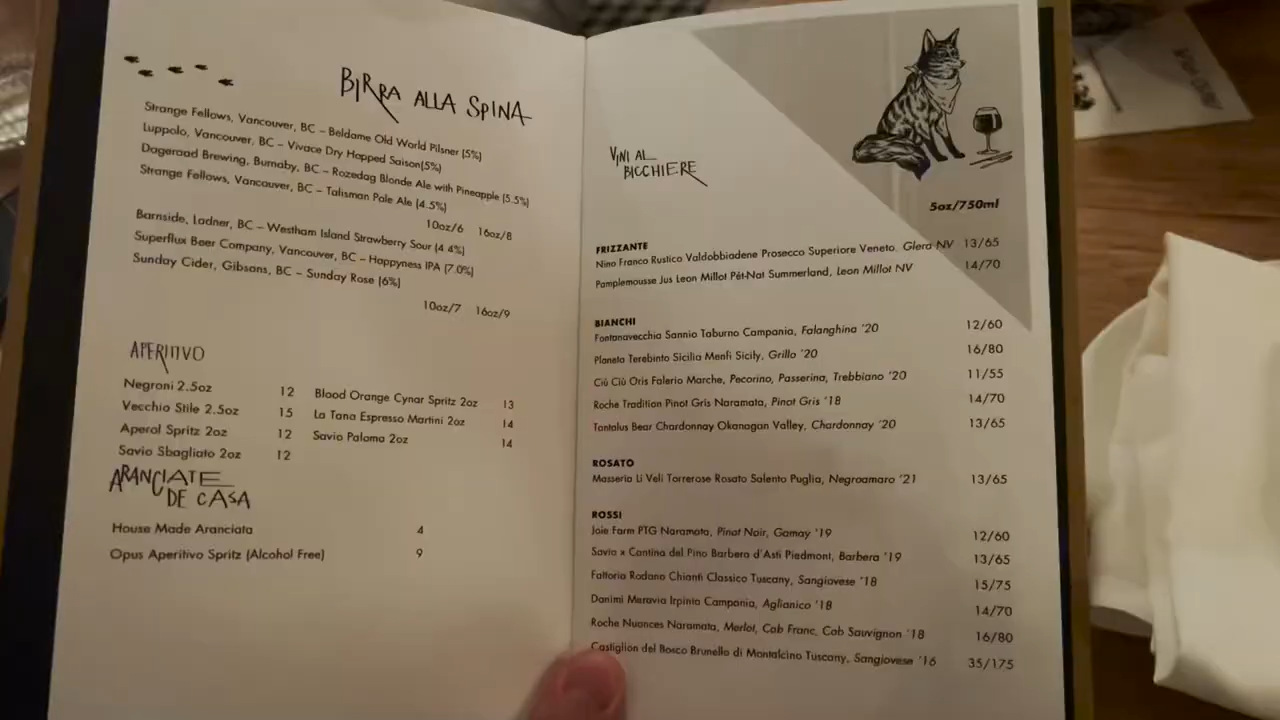 BIRRA ALLA SPINA
Strange Fellows, Vancouver, BC – Beldame Old World Pilsner (5%)
Luppolo, Vancouver, BC – Vivace Dry Hopped Saison(5%)
Dageraad Brewing, Burnaby, BC – Rozedag Blonde Ale with Pineapple (5.5%)
Strange Fellows, Vancouver, BC – Talisman Pale Ale (4.5%)
10oz/6 16oz/8
Barnside, Ladner, BC – Westham Island Strawberry Sour (4.4%)
Superflux Beer Company, Vancouver, BC – Happyness IPA (7.0%)
Sunday Cider, Gibsons, BC – Sunday Rose (6%)
10oz/7 16oz/9
APERITIVO
Negroni 2.5oz 12
Vecchio Stile 2.5oz 15
Aperol Spritz 2oz 12
Savio Sbagliato 2oz 12
Blood Orange Cynar Spritz 2oz 13
La Tana Espresso Martini 2oz 14
Savio Paloma 2oz 14
ARANCIATE
DE CASA
House Made Aranciata 4
Opus Aperitivo Spritz (Alcohol Free) 9
VINI AL
BICCHIERE
5oz/750ml
FRIZZANTE
Nino Franco Rustico Valdobbiadene Prosecco Superiore Veneto, Glera NV 13/65
Pamplemousse Jus Leon Millot Pét-Nat Summerland, Leon Millot NV 14/70
BIANCHI
Fontanavecchia Sannio Taburno Campania, Falanghina '20 12/60
Planeta Terebinto Sicilia Menfi Sicily, Grillo '20 16/80
Ciù Ciù Oris Falerio Marche, Pecorino, Passerina, Trebbiano '20 11/55
Roche Tradition Pinot Gris Naramata, Pinot Gris '18 14/70
Tantalus Bear Chardonnay Okanagan Valley, Chardonnay '20 13/65
ROSATO
Masseria Li Veli Torrerose Rosato Salento Puglia, Negroamaro '21 13/65
ROSSI
Joie Farm PTG Naramata, Pinot Noir, Gamay '19 12/60
Savio x Cantina del Pino Barbera d'Asti Piedmont, Barbera '19 13/65
Fattoria Rodano Chianti Classico Tuscany, Sangiovese '18 15/75
Danimi Meravia Irpinia Campania, Aglianico '18 14/70
Roche Nuances Naramata, Merlot, Cab Franc, Cab Sauvignon '18 16/80
Castiglion del Bosco Brunello di Montalcino Tuscany, Sangiovese '16 35/175